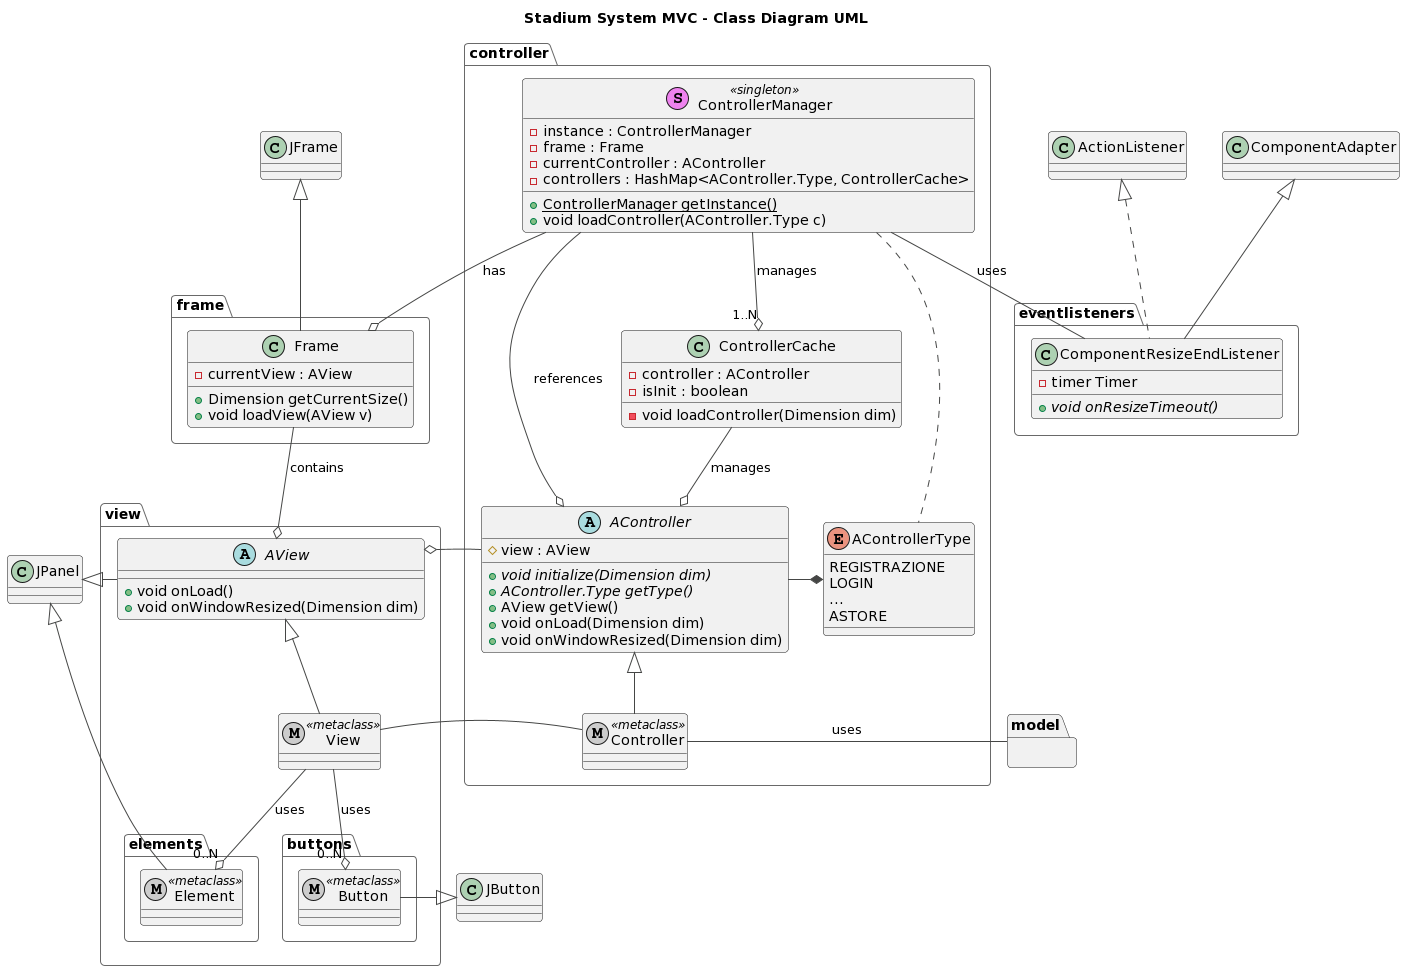 Stadium System MVC - Class Diagram UML
controller
S
«singleton»
ControllerManager
instance : ControllerManager
frame : Frame
currentController : AController
controllers : HashMap<AController.Type, ControllerCache>
ControllerManager getInstance()
void loadController(AController.Type c)
C JFrame
C ActionListener
C ComponentAdapter
has
manages
uses
1..N
frame
C Frame
currentView : AView
Dimension getCurrentSize()
void loadView(AView v)
C ControllerCache
controller : AController
isInit : boolean
void loadController(Dimension dim)
eventlisteners
C ComponentResizeEndListener
timer Timer
void onResizeTimeout()
references
contains
manages
view
A AView
void onLoad()
void onWindowResized(Dimension dim)
C JPanel
A AController
view : AView
void initialize(Dimension dim)
AController.Type getType()
AView getView()
void onLoad(Dimension dim)
void onWindowResized(Dimension dim)
E AControllerType
REGISTRAZIONE
LOGIN
...
ASTORE
M
«metaclass»
View
M
«metaclass»
Controller
uses
model
uses
uses
elements
0..N
M
«metaclass»
Element
buttons
0..N
M
«metaclass»
Button
C JButton